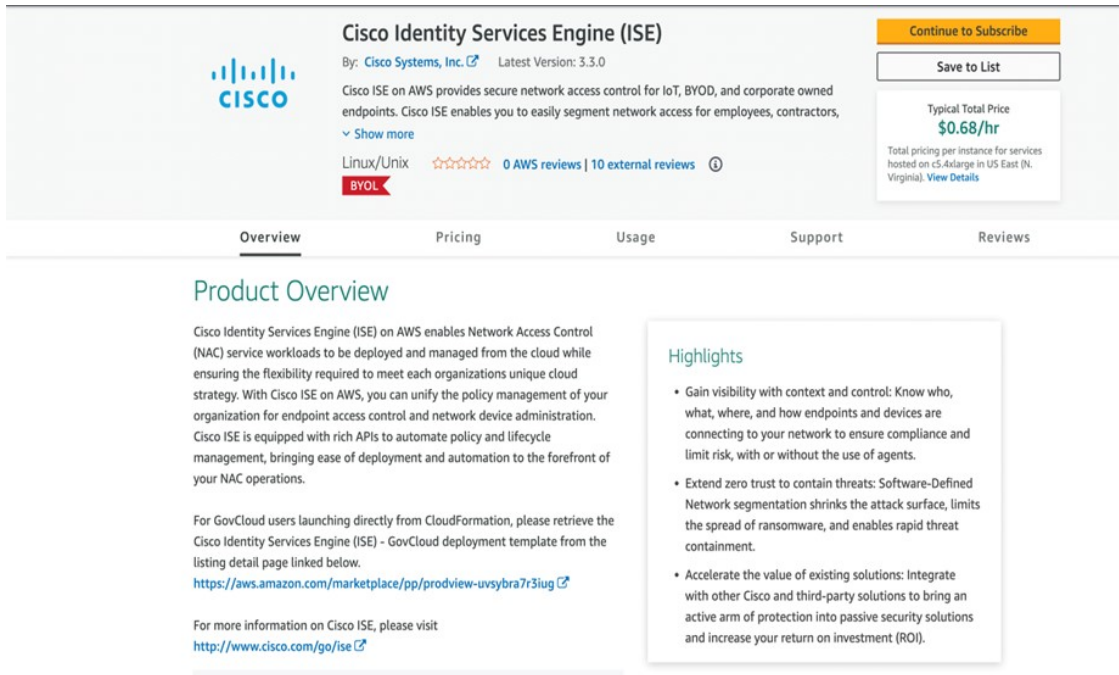 Cisco Identity Services Engine (ISE)
By: Cisco Systems, Inc. Latest Version: 3.3.0
Cisco ISE on AWS provides secure network access control for IoT, BYOD, and corporate owned
endpoints. Cisco ISE enables you to easily segment network access for employees, contractors,
Show more
Linux/Unix 0 AWS reviews | 10 external reviews
BYOL
CISCO
Continue to Subscribe
Save to List
Typical Total Price
$0.68/hr
Total pricing per instance for services
hosted on c5.4xlarge in US East (N.
Virginia). View Details
Overview Pricing Usage Support Reviews
Product Overview
Cisco Identity Services Engine (ISE) on AWS enables Network Access Control
(NAC) service workloads to be deployed and managed from the cloud while
ensuring the flexibility required to meet each organizations unique cloud
strategy. With Cisco ISE on AWS, you can unify the policy management of your
organization for endpoint access control and network device administration.
Cisco ISE is equipped with rich APIs to automate policy and lifecycle
management, bringing ease of deployment and automation to the forefront of
your NAC operations.
For GovCloud users launching directly from CloudFormation, please retrieve the
Cisco Identity Services Engine (ISE) - GovCloud deployment template from the
listing detail page linked below.
https://aws.amazon.com/marketplace/pp/prodview-uvsybra7r3iug
For more information on Cisco ISE, please visit
http://www.cisco.com/go/ise
Highlights
• Gain visibility with context and control: Know who,
what, where, and how endpoints and devices are
connecting to your network to ensure compliance and
limit risk, with or without the use of agents.
• Extend zero trust to contain threats: Software-Defined
Network segmentation shrinks the attack surface, limits
the spread of ransomware, and enables rapid threat
containment.
• Accelerate the value of existing solutions: Integrate
with other Cisco and third-party solutions to bring an
active arm of protection into passive security solutions
and increase your return on investment (ROI).